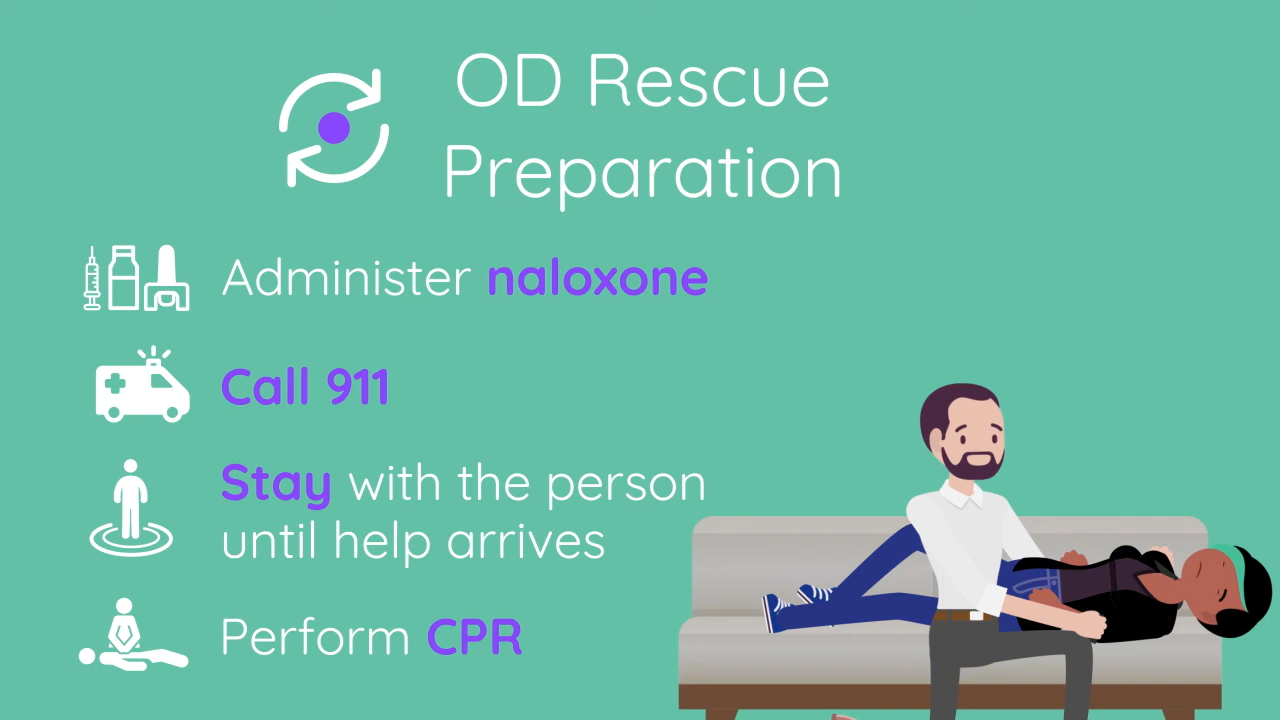 OD Rescue
Preparation
Administer naloxone
Call 911
Stay with the person
until help arrives
Perform CPR